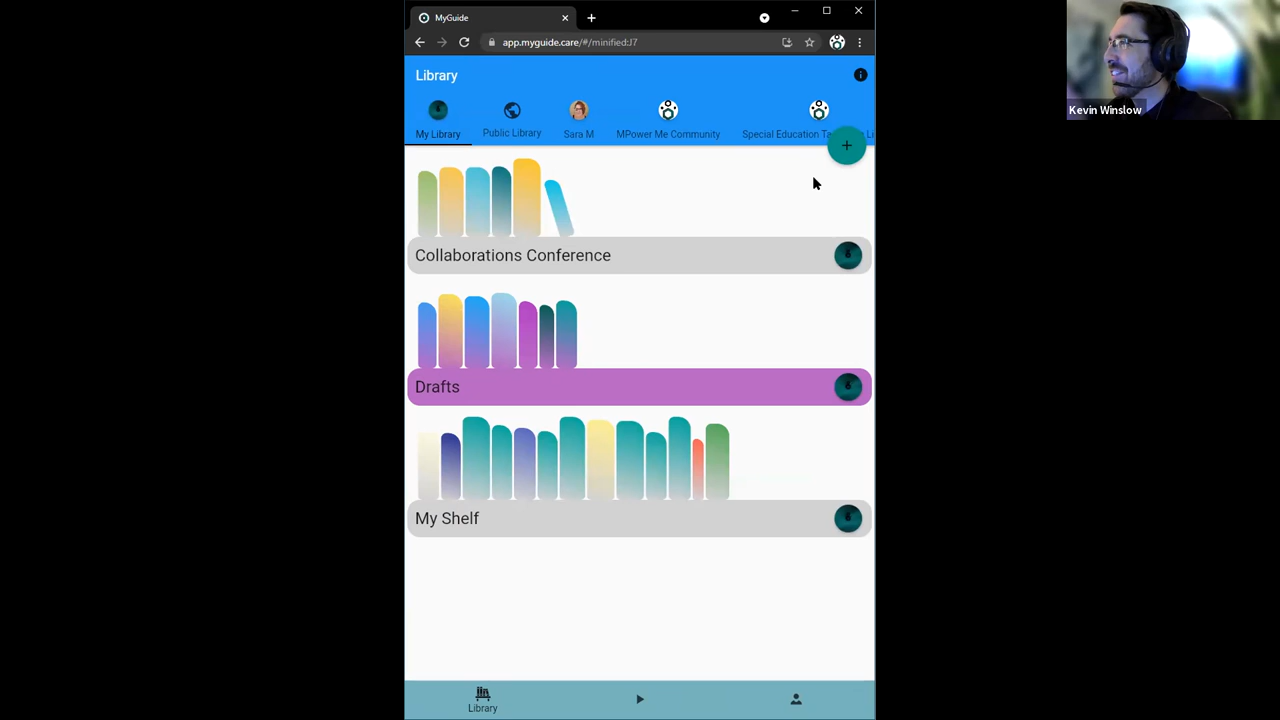 MyGuide
app.myguide.care/#/minified:J7
Kevin Winslow
Library
My Library
Public Library
Sara M
MPower Me Community
Special Education
Collaborations Conference
Drafts
My Shelf
Library